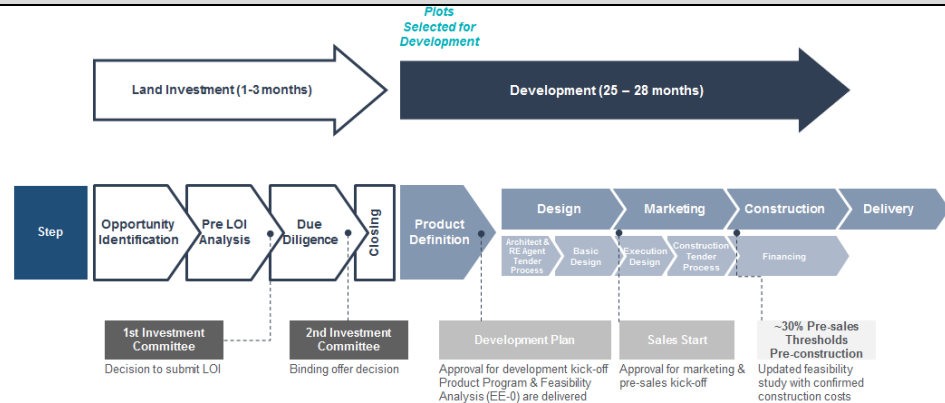 Plots
Selected for
Development
Land Investment (1-3 months)
Development (25 – 28 months)
Step
Opportunity
Identification
Pre LOI
Analysis
Due
Diligence
Closing
Product
Definition
Design
Marketing
Construction
Delivery
Architect &
RE Agent
Tender
Process
Basic
Design
Execution
Design
Construction
Tender
Process
Financing
1st Investment
Committee
Decision to submit LOI
2nd Investment
Committee
Binding offer decision
Development Plan
Approval for development kick-off
Product Program & Feasibility
Analysis (EE-0) are delivered
Sales Start
Approval for marketing &
pre-sales kick-off
~30% Pre-sales
Thresholds
Pre-construction
Updated feasibility
study with confirmed
construction costs